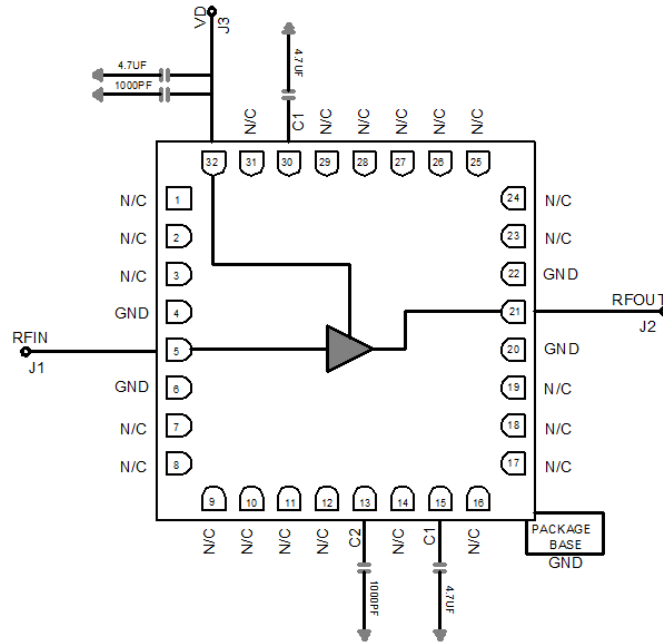 VD
J3
4.7UF
1000PF
4.7UF
C1
N/C
N/C
N/C
N/C
N/C
N/C
32
31
30
29
28
27
26
25
N/C
1
24
N/C
N/C
2
23
N/C
N/C
3
22
GND
GND
4
21
RFOUT
J2
RFIN
J1
5
20
GND
GND
6
19
N/C
N/C
7
18
N/C
N/C
8
17
N/C
9
10
11
12
13
14
15
16
N/C
N/C
N/C
N/C
C2
N/C
C1
N/C
1000PF
4.7UF
PACKAGE
BASE
GND